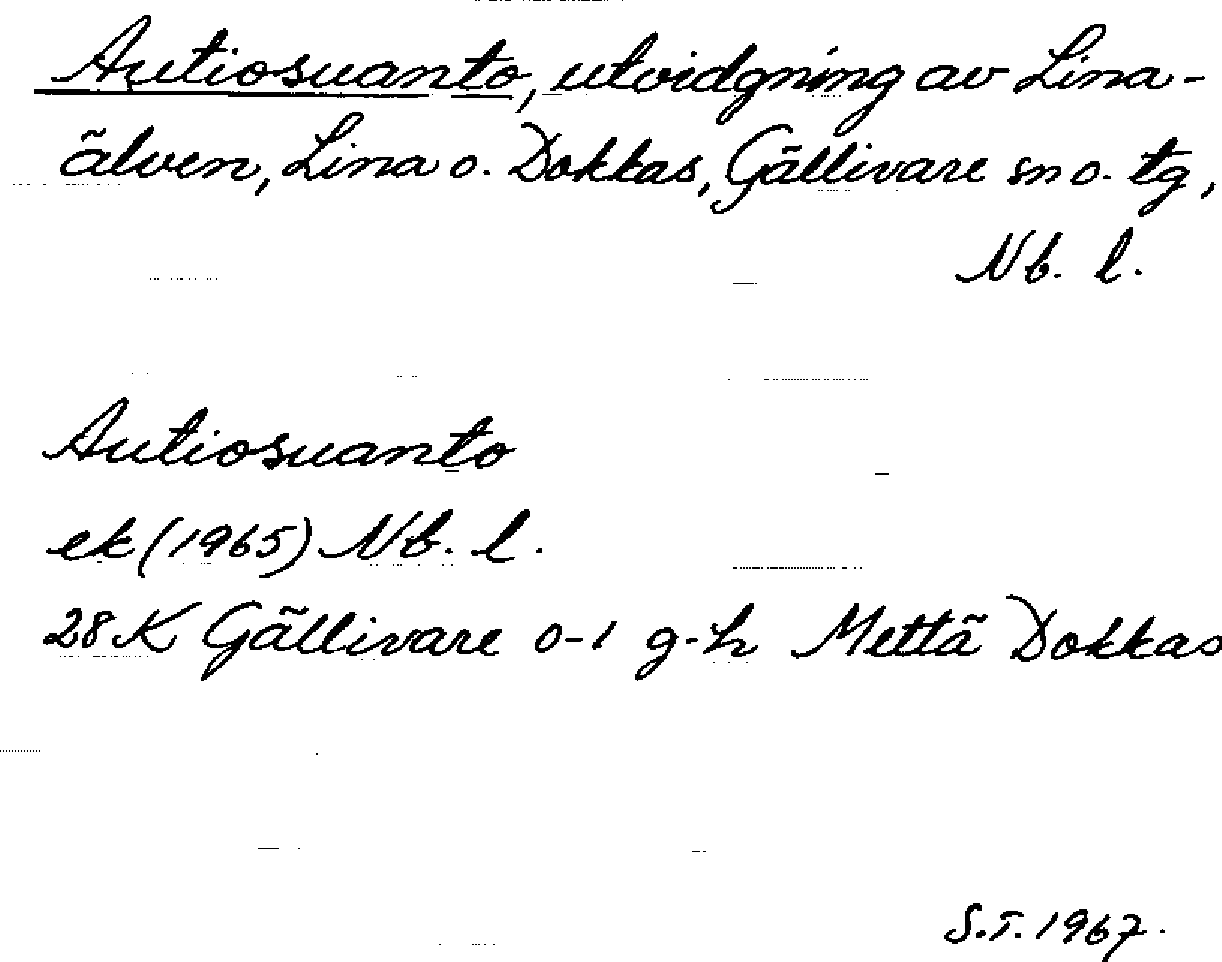 Autiosuanto, utvidgning av Lina-
älven, Lina o. Dokkas, Gällivare sn o. tg,
Nb. l.
Autiosuanto
ek (1965) Nb. l.
28 K Gällivare 0-1 g-h Mettä Dokkas
S.T. 1967.